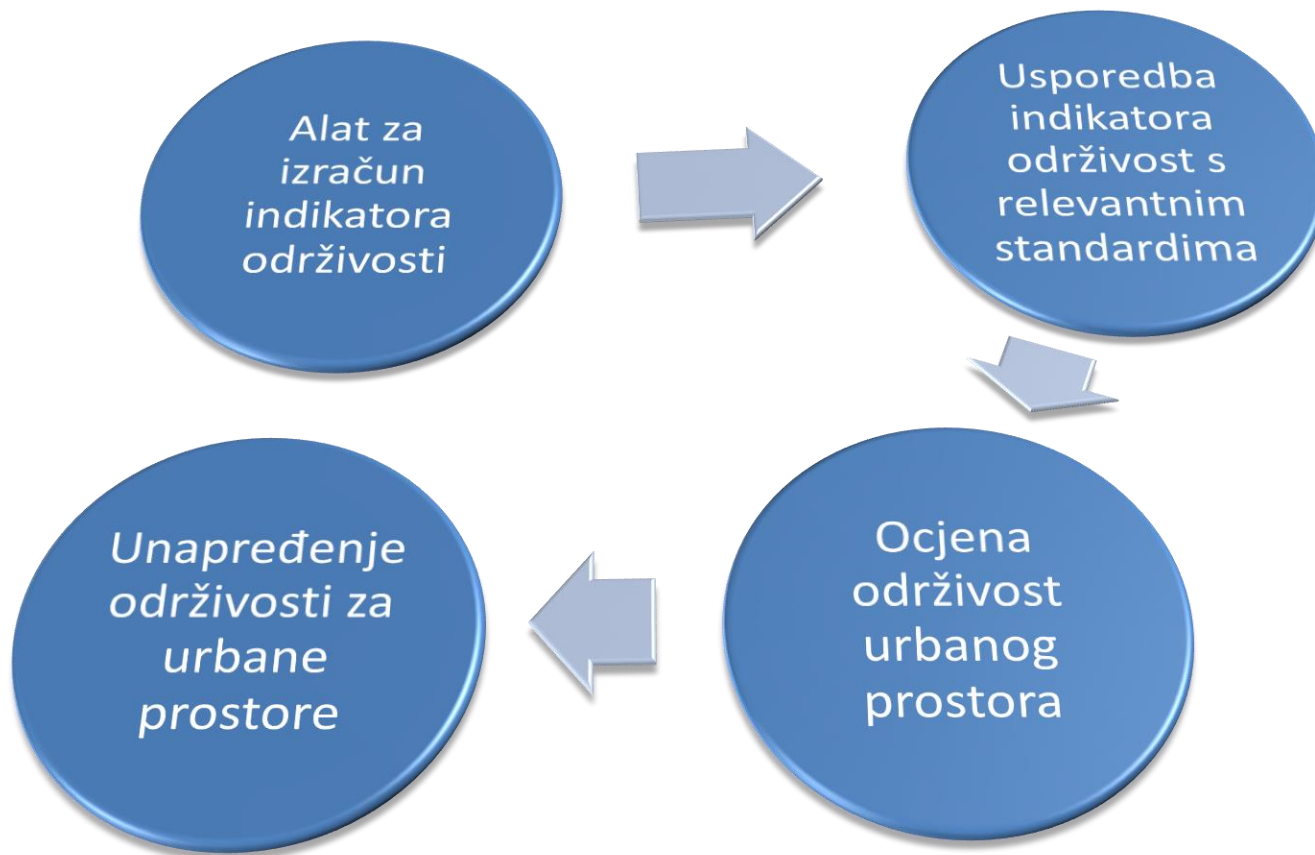 Alat za
izračun
indikatora
održivosti
Usporedba
indikatora
održivost s
relevantnim
standardima
Ocjena
održivost
urbanog
prostora
Unapređenje
održivosti za
urbane
prostore